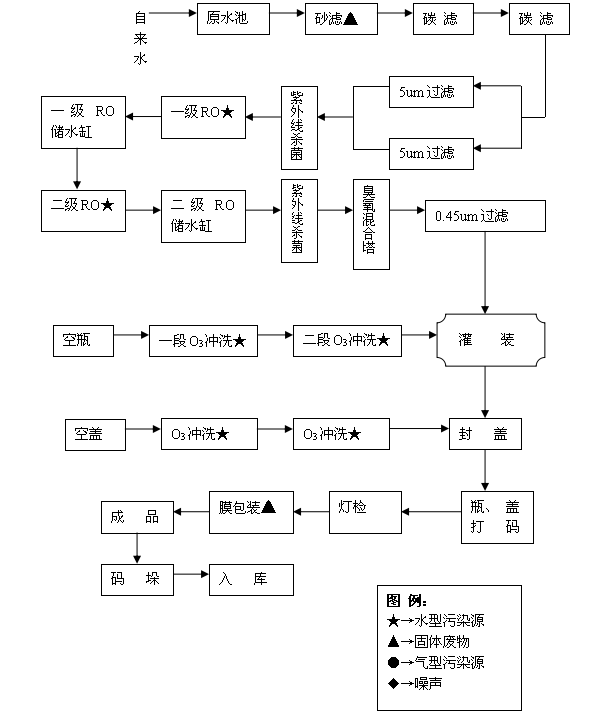 自来水
原水池
砂滤▲
碳 滤
碳 滤
5um过滤
5um过滤
紫外线杀菌
一级RO★
一 级 RO
储水缸
二级RO★
二 级 RO
储水缸
紫外线杀菌
臭氧混合塔
0.45um过滤
空瓶
一段O₃冲洗★
二段O₃冲洗★
灌 装
空盖
O₃冲洗★
O₃冲洗★
封 盖
瓶、盖
打 码
灯检
膜包装▲
成 品
码 垛
入 库
图 例：
★→水型污染源
▲→固体废物
●→气型污染源
◆→噪声